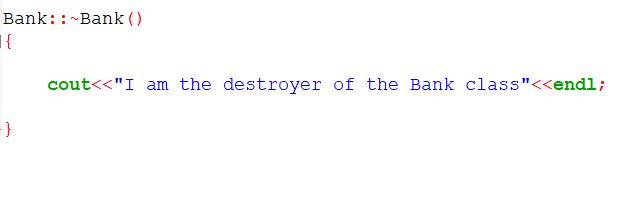 Bank::~Bank()
{
cout<<"I am the destroyer of the Bank class"<<endl;
}